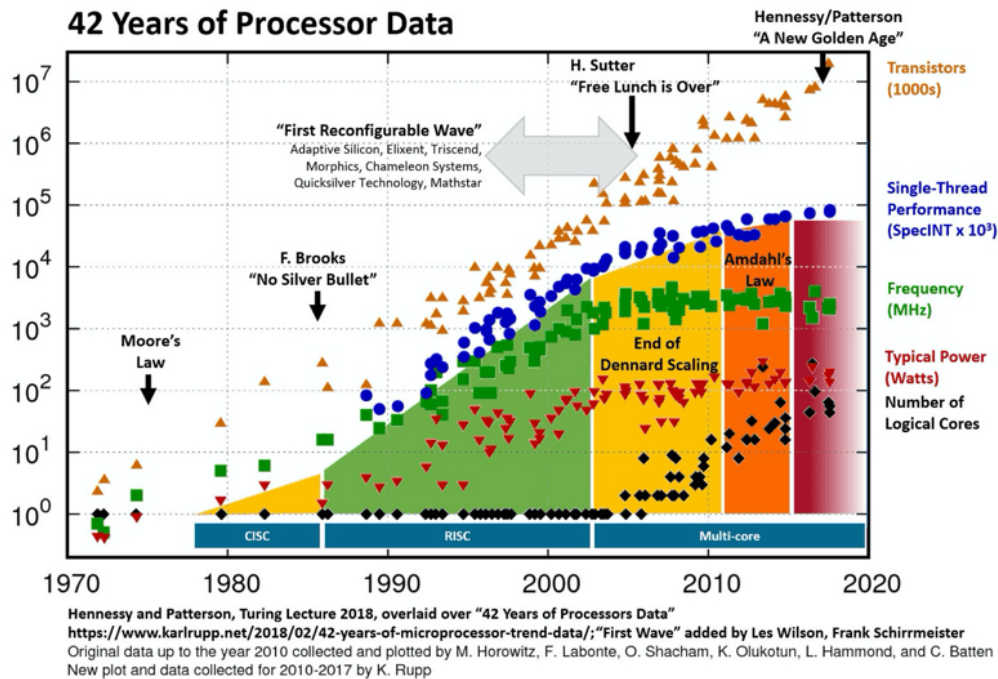 42 Years of Processor Data
Hennessy/Patterson
“A New Golden Age”
H. Sutter
“Free Lunch is Over”
“First Reconfigurable Wave”
Adaptive Silicon, Elixent, Triscend,
Morphics, Chameleon Systems,
Quicksilver Technology, Mathstar
F. Brooks
“No Silver Bullet”
Moore’s
Law
Amdahl’s
Law
End of
Dennard Scaling
10⁷
10⁶
10⁵
10⁴
10³
10²
10¹
10⁰
Transistors
(1000s)
Single-Thread
Performance
(SpecINT x 10³)
Frequency
(MHz)
Typical Power
(Watts)
Number of
Logical Cores
CISC
RISC
Multi-core
1970
1980
1990
2000
2010
2020
Hennessy and Patterson, Turing Lecture 2018, overlaid over “42 Years of Processors Data”
https://www.karlrupp.net/2018/02/42-years-of-microprocessor-trend-data/;“First Wave” added by Les Wilson, Frank Schirrmeister
Original data up to the year 2010 collected and plotted by M. Horowitz, F. Labonte, O. Shacham, K. Olukotun, L. Hammond, and C. Batten
New plot and data collected for 2010-2017 by K. Rupp